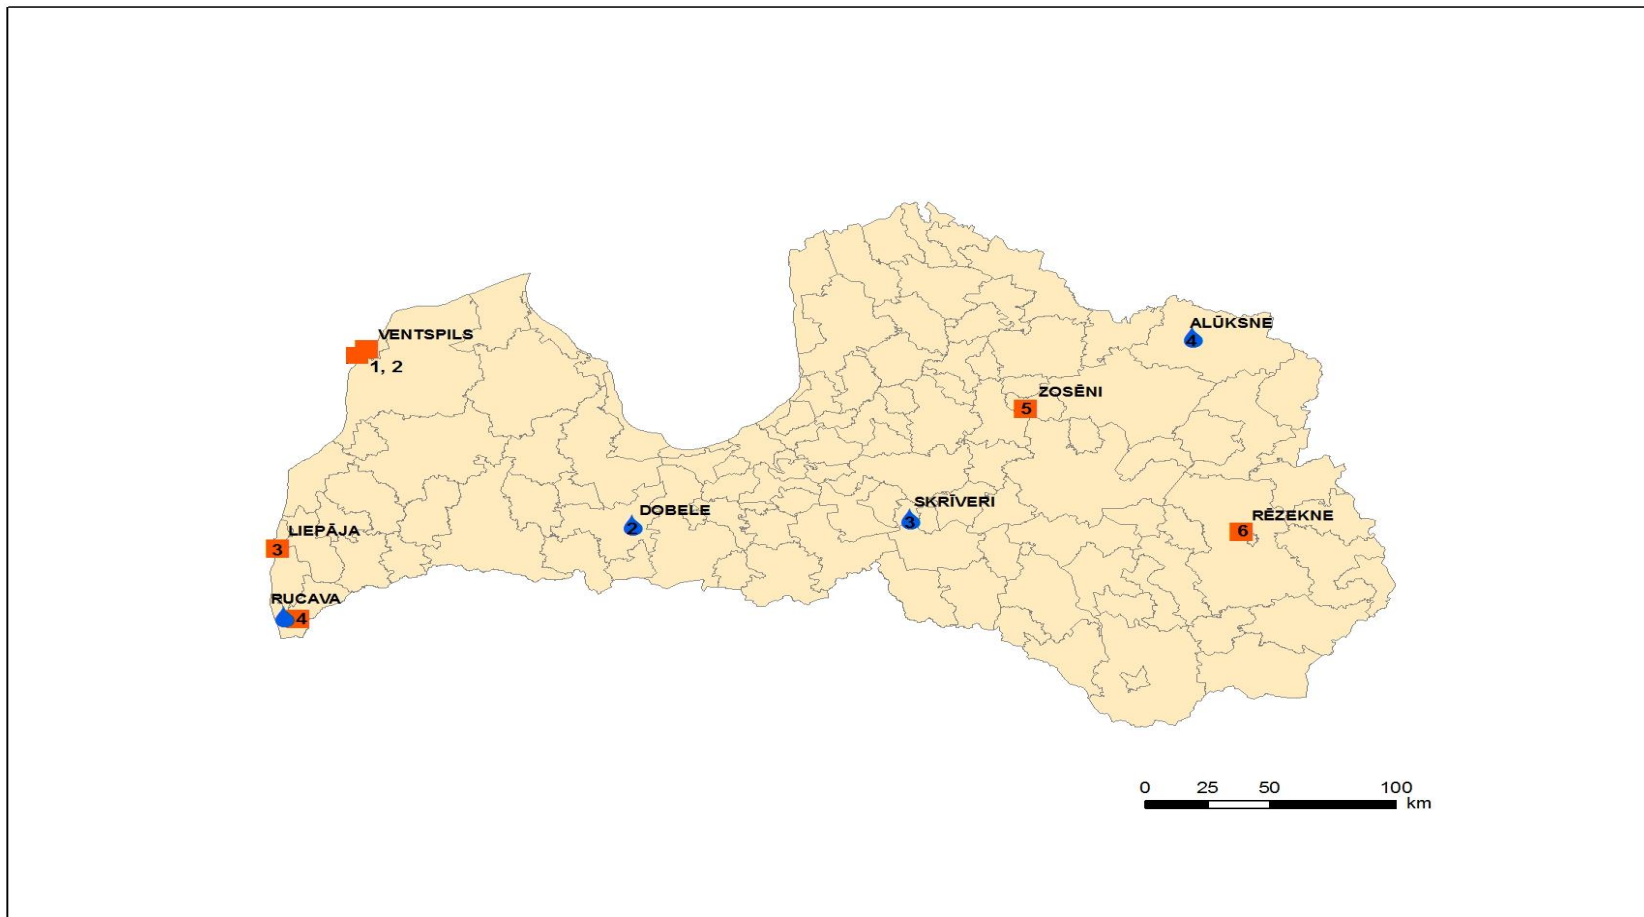 VENTSPILS
1, 2
ALŪKSNE
4
ZOSĒNI
5
SKRĪVERI
3
DOBELE
2
RĒZEKNE
6
LIEPĀJA
3
RUCAVA
4
0 25 50 100
km